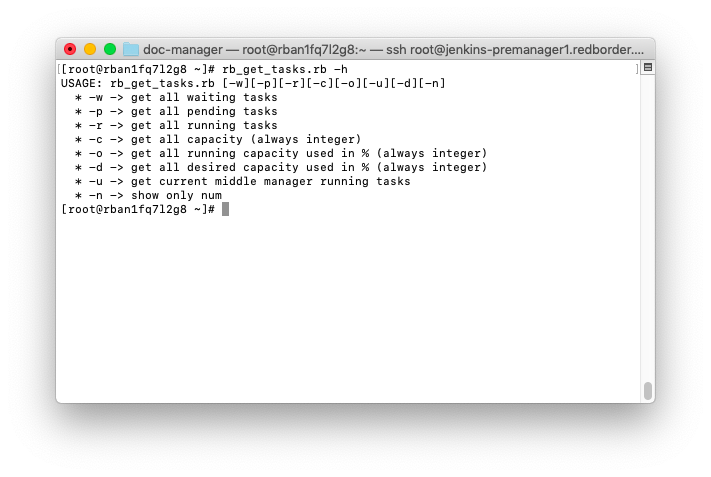 doc-manager — root@rban1fq7l2g8:~ — ssh root@jenkins-premanager1.redborder....
[[root@rban1fq7l2g8 ~]# rb_get_tasks.rb -h ]
USAGE: rb_get_tasks.rb [-w][-p][-r][-c][-o][-u][-d][-n]
  * -w -> get all waiting tasks
  * -p -> get all pending tasks
  * -r -> get all running tasks
  * -c -> get all capacity (always integer)
  * -o -> get all running capacity used in % (always integer)
  * -d -> get all desired capacity used in % (always integer)
  * -u -> get current middle manager running tasks
  * -n -> show only num
[root@rban1fq7l2g8 ~]#